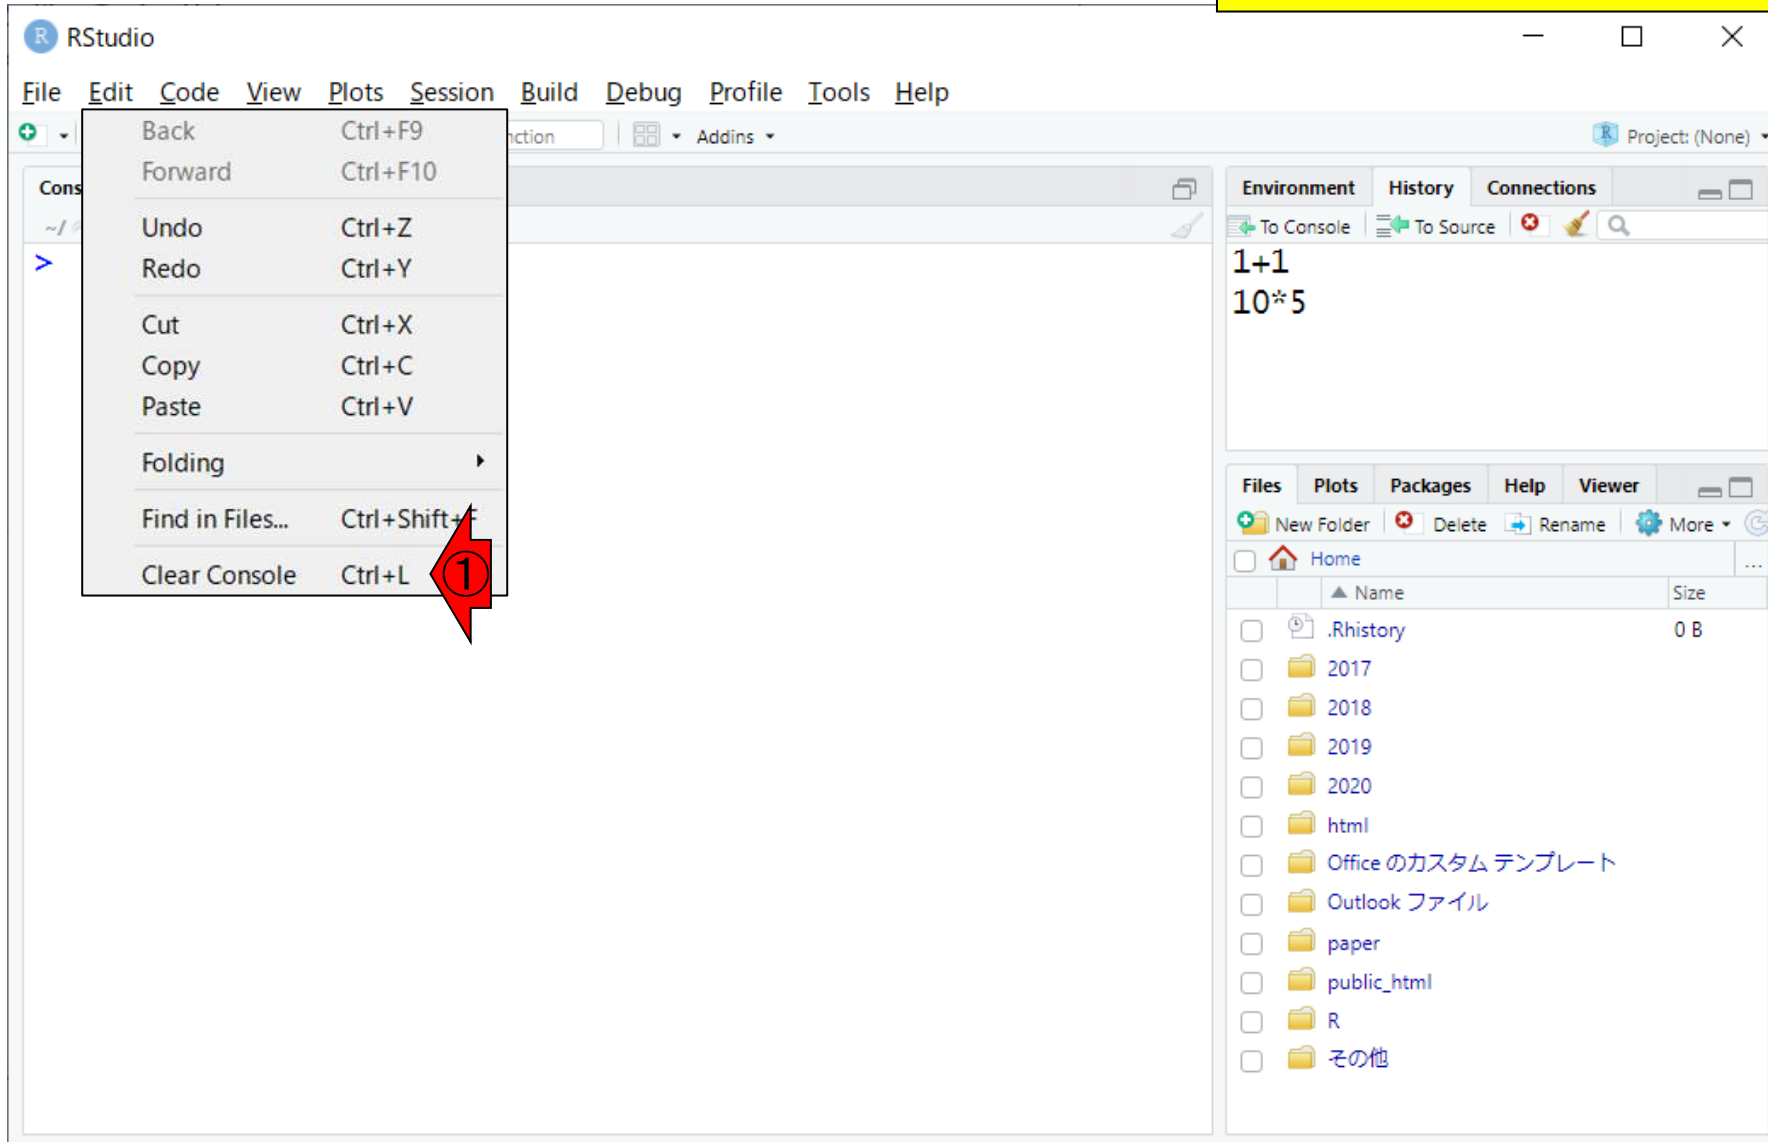 RStudio
File Edit Code View Plots Session Build Debug Profile Tools Help
Addins
Project: (None)
Back Ctrl+F9
Forward Ctrl+F10
Undo Ctrl+Z
Redo Ctrl+Y
Cut Ctrl+X
Copy Ctrl+C
Paste Ctrl+V
Folding
Find in Files... Ctrl+Shift+F
Clear Console Ctrl+L ①
Cons
~/
>
Environment History Connections
To Console To Source
1+1
10*5
Files Plots Packages Help Viewer
New Folder Delete Rename More
Home ...
Name Size
.Rhistory 0 B
2017
2018
2019
2020
html
Office のカスタム テンプレート
Outlook ファイル
paper
public_html
R
その他